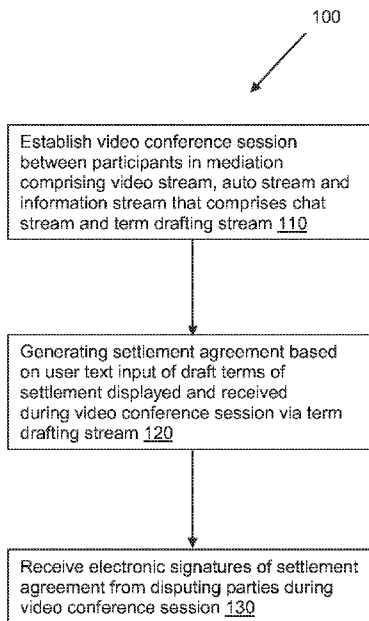 100
Establish video conference session
between participants in mediation
comprising video stream, auto stream and
information stream that comprises chat
stream and term drafting stream 110
Generating settlement agreement based
on user text input of draft terms of
settlement displayed and received
during video conference session via term
drafting stream 120
Receive electronic signatures of settlement
agreement from disputing parties during
video conference session 130